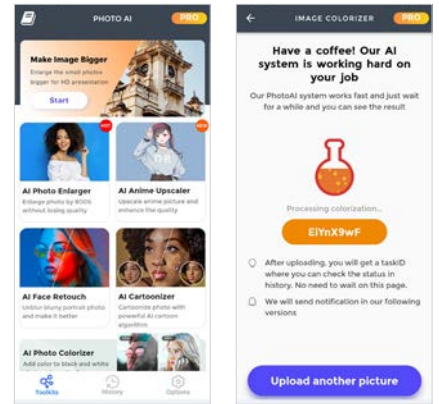 PHOTO AI
PRO
Make Image Bigger
Enlarge the small photos
bigger for HD presentation
Start
HOT
NEW
AI Photo Enlarger
Enlarge photo by 800%
without losing quality
AI Anime Upscaler
Upscale anime picture and
enhance the quality
AI Face Retouch
Unblur blurry portrait photo
and make it better
AI Cartoonizer
Cartoonize photo with
powerful AI cartoon
algorithm
AI Photo Colorizer
Add color to black and white
Toolkits
History
Options
IMAGE COLORIZER
PRO
Have a coffee! Our AI
system is working hard on
your job
Our PhotoAI system works fast and just wait
for a while and you can see the result
Processing colorization...
EiYnX9wF
After uploading, you will get a taskID
where you can check the status in
history. No need to wait on this page.
We will send notification in our following
versions
Upload another picture